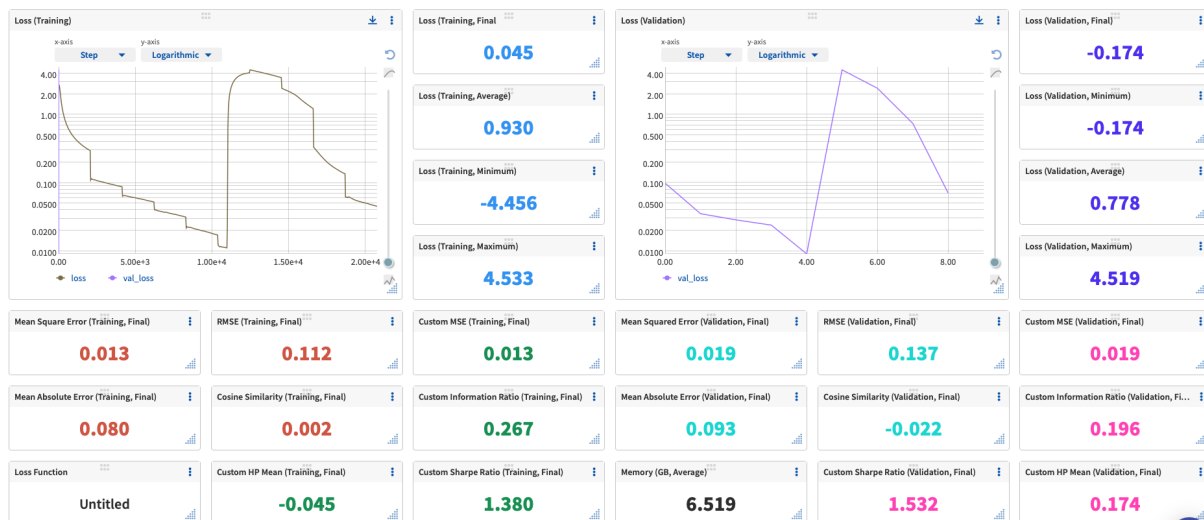 Loss (Training)
x-axis
y-axis
Step
Logarithmic
4.00
2.00
1.00
0.500
0.200
0.100
0.0500
0.0200
0.0100
0.00
5.00e+3
1.00e+4
1.50e+4
2.00e+4
loss
val_loss
Loss (Training, Final
0.045
Loss (Training, Average)
0.930
Loss (Training, Minimum)
-4.456
Loss (Training, Maximum)
4.533
Loss (Validation)
x-axis
y-axis
Step
Logarithmic
4.00
2.00
1.00
0.500
0.200
0.100
0.0500
0.0200
0.0100
0.00
2.00
4.00
6.00
8.00
val_loss
Loss (Validation, Final)
-0.174
Loss (Validation, Minimum)
-0.174
Loss (Validation, Average)
0.778
Loss (Validation, Maximum)
4.519
Mean Square Error (Training, Final)
0.013
RMSE (Training, Final)
0.112
Custom MSE (Training, Final)
0.013
Mean Squared Error (Validation, Final)
0.019
RMSE (Validation, Final)
0.137
Custom MSE (Validation, Final)
0.019
Mean Absolute Error (Training, Final)
0.080
Cosine Similarity (Training, Final)
0.002
Custom Information Ratio (Training, Final)
0.267
Mean Absolute Error (Validation, Final)
0.093
Cosine Similarity (Validation, Final)
-0.022
Custom Information Ratio (Validation, Fi...
0.196
Loss Function
Untitled
Custom HP Mean (Training, Final)
-0.045
Custom Sharpe Ratio (Training, Final)
1.380
Memory (GB, Average)
6.519
Custom Sharpe Ratio (Validation, Final)
1.532
Custom HP Mean (Validation, Final)
0.174